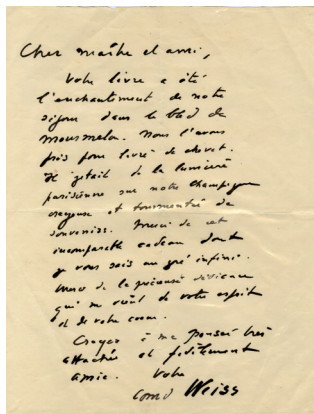 Cher maître et ami,
Votre livre a été
l'enchantement de notre
séjour dans le bled de
Mourmelon. Nous l'avons
pris pour livre de chevet.
Il jetait de la lumière
parisienne sur notre Champagne
crayeuse et tourmentée de
souvenirs. Merci de cet
incomparable cadeau dont
je vous sais un gré infini.
Merci de la précieuse dédicace
qui me vient de votre esprit
et de votre cœur.
Croyez à ma pensée très
attachée et fidèlement
amie. Votre
Weiss